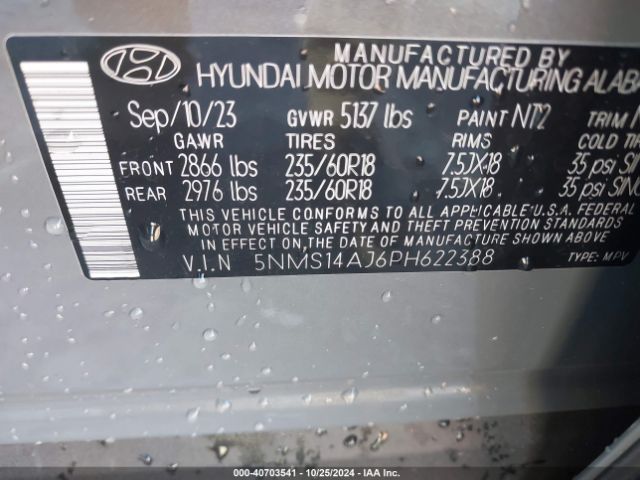 MANUFACTURED BY
HYUNDAI MOTOR MANUFACTURING ALAB
Sep/10/23 GVWR 5137 lbs PAINT NT2 TRIM /
GAWR TIRES RIMS COLD TI
FRONT 2866 lbs 235/60R18 7.5JX18 35 psi SIN
REAR 2976 lbs 235/60R18 7.5JX18 35 psi SIN
THIS VEHICLE CONFORMS TO ALL APPLICABLE U.S.A. FEDERAL
MOTOR VEHICLE SAFETY AND THEFT PREVENTION STANDARDS
IN EFFECT ON THE DATE OF MANUFACTURE SHOWN ABOVE
V.I.N 5NMS14AJ6PH622388 TYPE: MPV
00-40703541 - 10/25/2024 - IAA Inc.